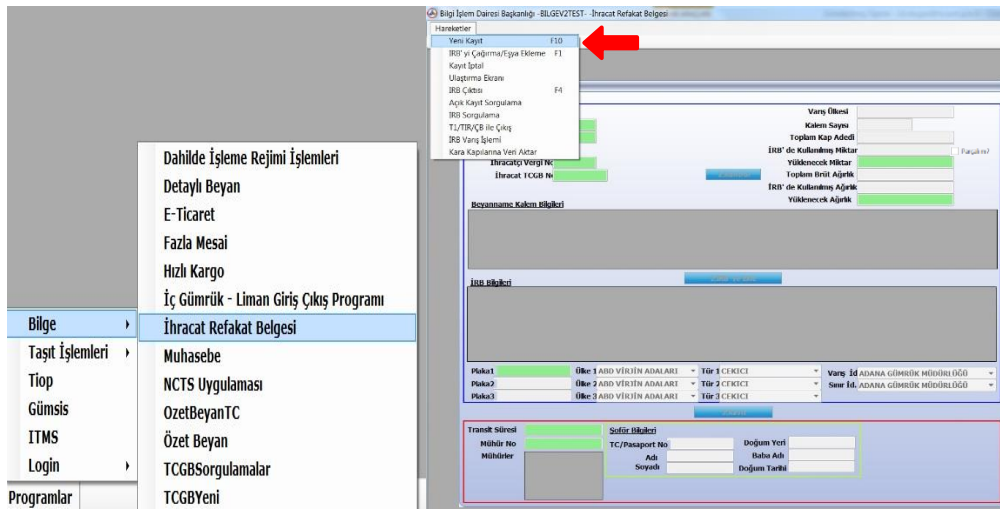 Bilgi İşlem Dairesi Başkanlığı -BILGEV2TEST- -İhracat Refakat Belgesi
Hareketler
Yeni Kayıt F10
IRB' yi Çağırma/Eşya Ekleme F1
Kayıt İptal
Ulaştırma Ekranı
IRB Çıktısı F4
Açık Kayıt Sorgulama
IRB Sorgulama
T1/TIR/ÇB ile Çıkış
IRB Varış İşlemi
Kara Kapılarına Veri Aktar
İhracatçı Vergi No
İhracat TCGB No
Varış Ülkesi
Kalem Sayısı
Toplam Kap Adedi
İRB' de Kullanılmış Miktar
Parçalı mı?
Yüklenecek Miktar
Toplam Brüt Ağırlık
İRB' de Kullanılmış Ağırlık
Yüklenecek Ağırlık
Beyanname Kalem Bilgileri
İRB Bilgileri
Plaka1 Ülke 1 ABD VİRJİN ADALARI Tür 1 CEKICI Varış İd ADANA GÜMRÜK MÜDÜRLÜĞÜ
Plaka2 Ülke 2 ABD VİRJİN ADALARI Tür 2 CEKICI Sınır İd. ADANA GÜMRÜK MÜDÜRLÜĞÜ
Plaka3 Ülke 3 ABD VİRJİN ADALARI Tür 3 CEKICI
Transit Süresi
Mühür No
Mühürler
Şoför Bilgileri
TC/Pasaport No
Adı
Soyadı
Doğum Yeri
Baba Adı
Doğum Tarihi
Dahilde İşleme Rejimi İşlemleri
Detaylı Beyan
E-Ticaret
Fazla Mesai
Hızlı Kargo
İç Gümrük - Liman Giriş Çıkış Programı
İhracat Refakat Belgesi
Muhasebe
NCTS Uygulaması
OzetBeyanTC
Özet Beyan
TCGBSorgulamalar
TCGBYeni
Bilge
Taşıt İşlemleri
Tiop
Gümsis
ITMS
Login
Programlar